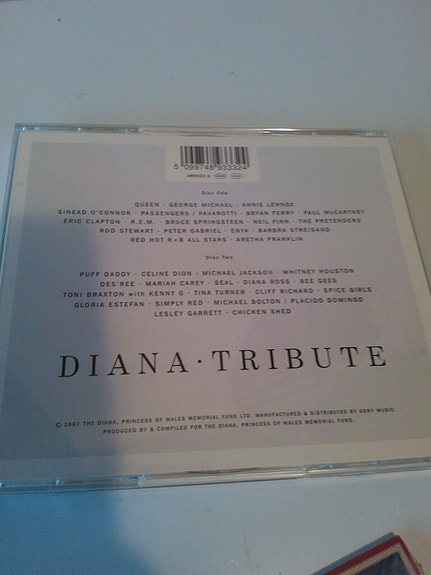 5 099748 933324
Disc One
QUEEN · GEORGE MICHAEL · ANNIE LENNOX
SINEAD O'CONNOR · PASSENGERS / PAVAROTTI · BRYAN FERRY · PAUL McCARTNEY
ERIC CLAPTON · R.E.M. · BRUCE SPRINGSTEEN · NEIL FINN · THE PRETENDERS
ROD STEWART · PETER GABRIEL · ENYA · BARBRA STREISAND
RED HOT R+B ALL STARS · ARETHA FRANKLIN
Disc Two
PUFF DADDY · CELINE DION · MICHAEL JACKSON · WHITNEY HOUSTON
DES'REE · MARIAH CAREY · SEAL · DIANA ROSS · BEE GEES
TONI BRAXTON with KENNY G · TINA TURNER · CLIFF RICHARD · SPICE GIRLS
GLORIA ESTEFAN · SIMPLY RED · MICHAEL BOLTON / PLACIDO DOMINGO
LESLEY GARRETT · CHICKEN SHED
DIANA · TRIBUTE
© 1997 THE DIANA, PRINCESS OF WALES MEMORIAL FUND LTD. MANUFACTURED & DISTRIBUTED BY SONY MUSIC.
PRODUCED BY & COMPILED FOR THE DIANA, PRINCESS OF WALES MEMORIAL FUND.